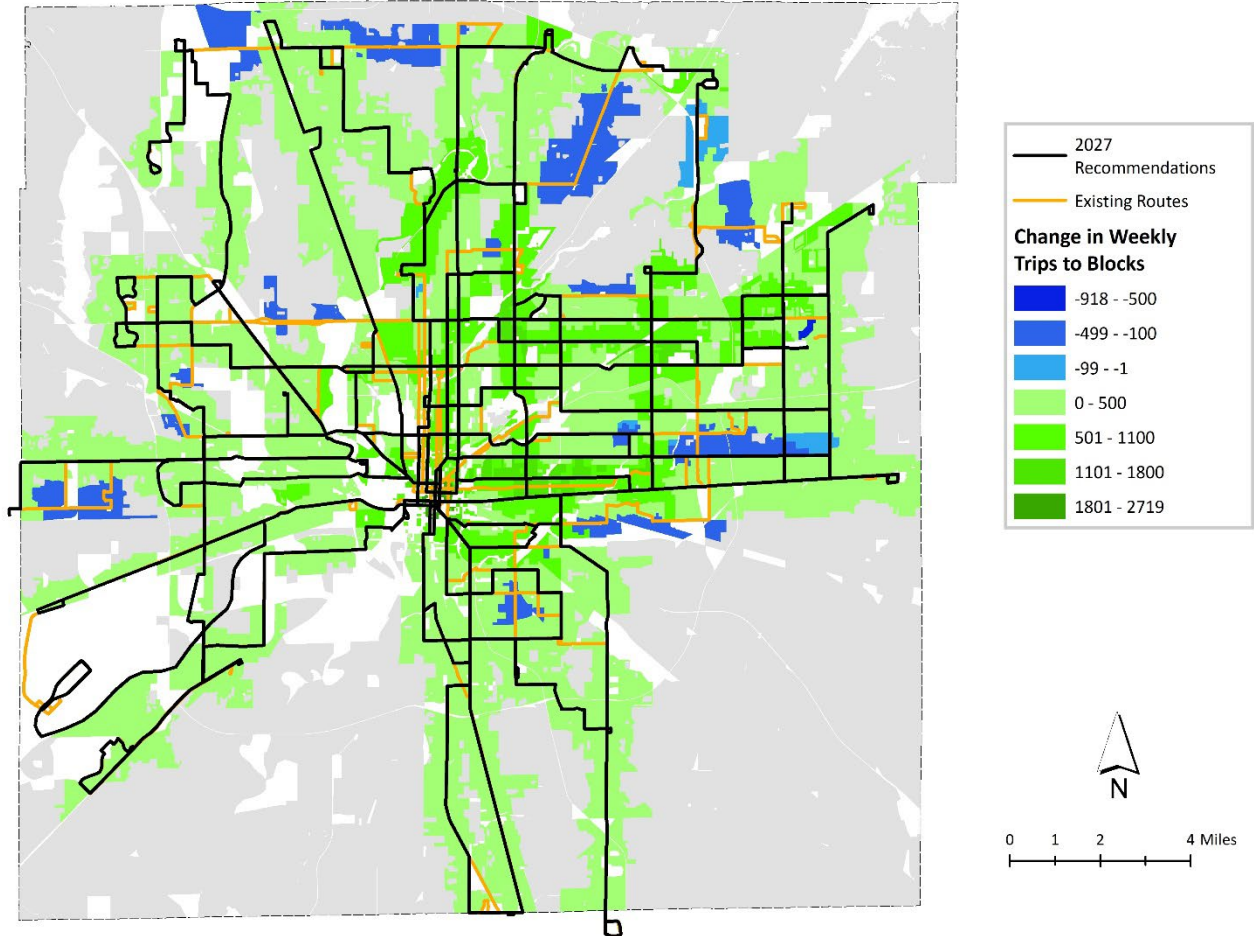 2027
Recommendations
Existing Routes
Change in Weekly
Trips to Blocks
-918 - -500
-499 - -100
-99 - -1
0 - 500
501 - 1100
1101 - 1800
1801 - 2719
N
0 1 2 4 Miles